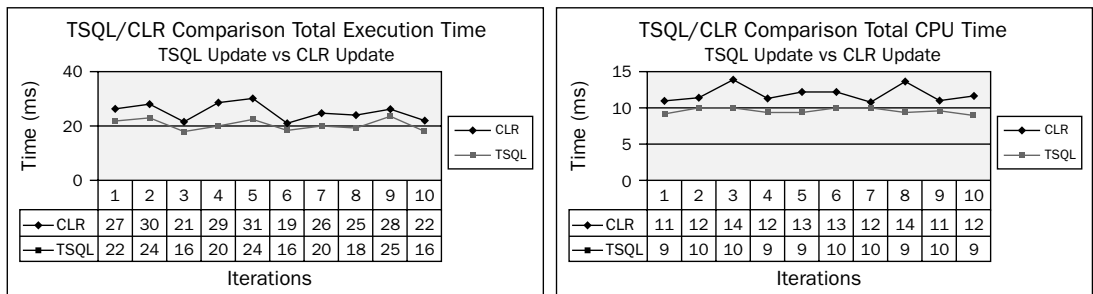 TSQL/CLR Comparison Total Execution Time
TSQL Update vs CLR Update
40
20
0
Time (ms)
CLR
TSQL
1 2 3 4 5 6 7 8 9 10
CLR 27 30 21 29 31 19 26 25 28 22
TSQL 22 24 16 20 24 16 20 18 25 16
Iterations
TSQL/CLR Comparison Total CPU Time
TSQL Update vs CLR Update
15
10
5
0
Time (ms)
CLR
TSQL
1 2 3 4 5 6 7 8 9 10
CLR 11 12 14 12 13 13 12 14 11 12
TSQL 9 10 10 9 9 10 10 9 10 9
Iterations